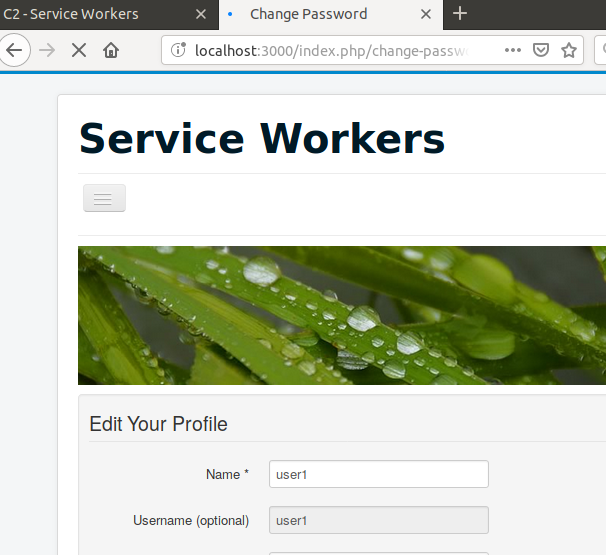 C2 - Service Workers
Change Password
localhost:3000/index.php/change-passw
Service Workers
Edit Your Profile
Name *
user1
Username (optional)
user1